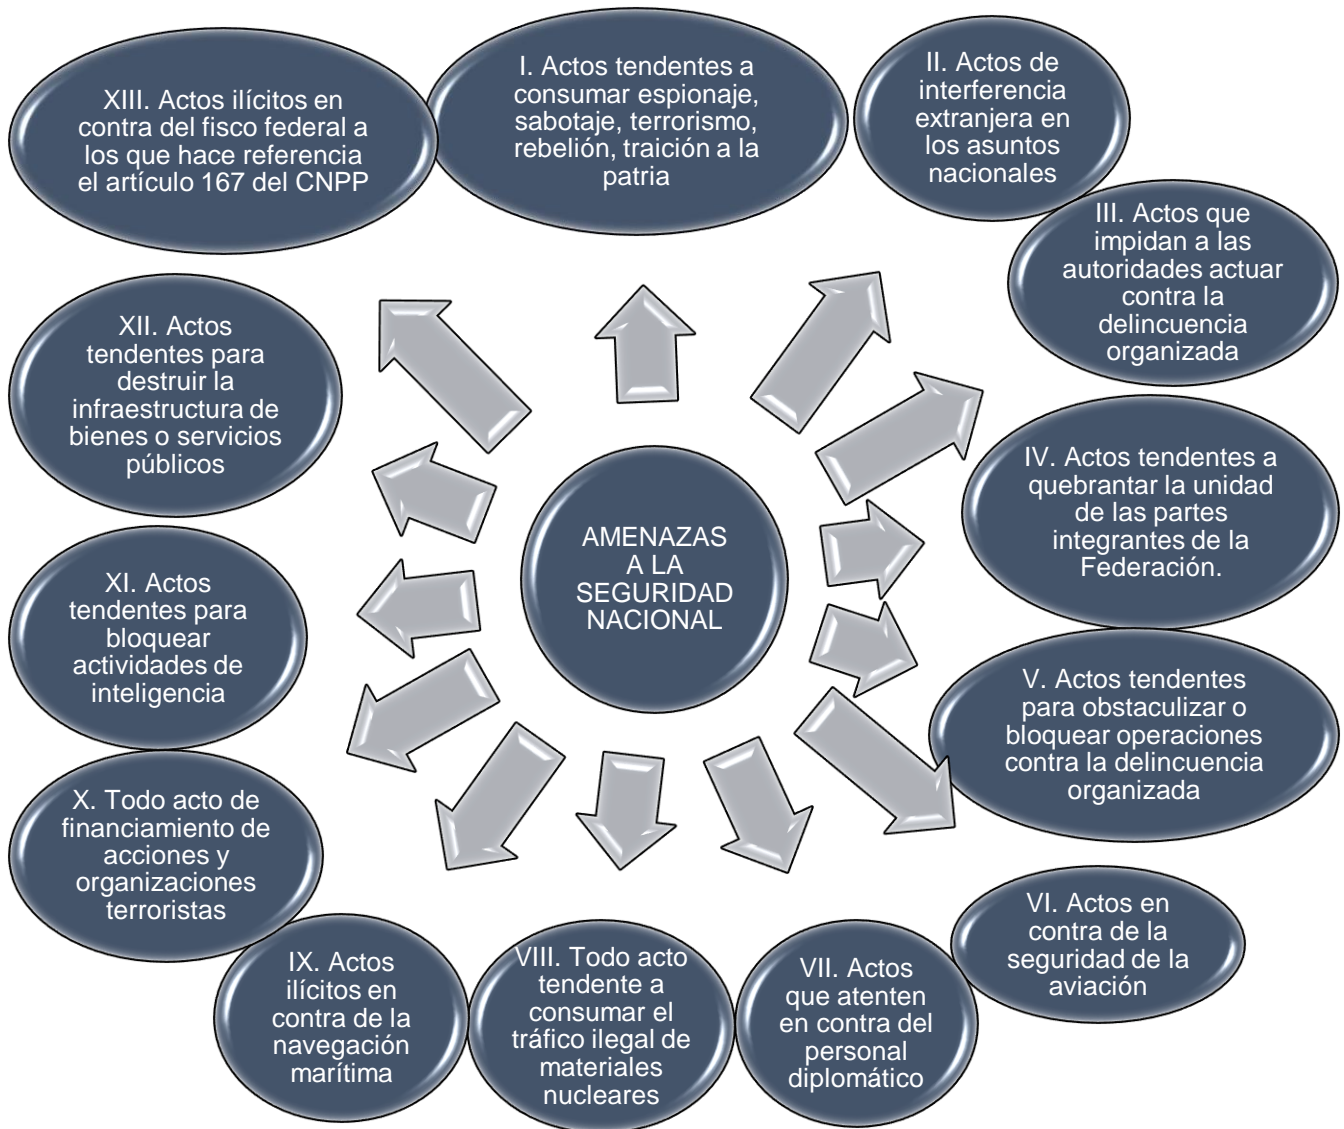 I. Actos tendentes a
consumar espionaje,
sabotaje, terrorismo,
rebelión, traición a la
patria
II. Actos de
interferencia
extranjera en
los asuntos
nacionales
III. Actos que
impidan a las
autoridades actuar
contra la
delincuencia
organizada
IV. Actos tendentes a
quebrantar la unidad
de las partes
integrantes de la
Federación.
V. Actos tendentes
para obstaculizar o
bloquear operaciones
contra la delincuencia
organizada
VI. Actos en
contra de la
seguridad de la
aviación
VII. Actos
que atenten
en contra del
personal
diplomático
VIII. Todo acto
tendente a
consumar el
tráfico ilegal de
materiales
nucleares
IX. Actos
ilícitos en
contra de la
navegación
marítima
X. Todo acto de
financiamiento de
acciones y
organizaciones
terroristas
XI. Actos
tendentes para
bloquear
actividades de
inteligencia
XII. Actos
tendentes para
destruir la
infraestructura de
bienes o servicios
públicos
XIII. Actos ilícitos en
contra del fisco federal a
los que hace referencia
el artículo 167 del CNPP
AMENAZAS
A LA
SEGURIDAD
NACIONAL